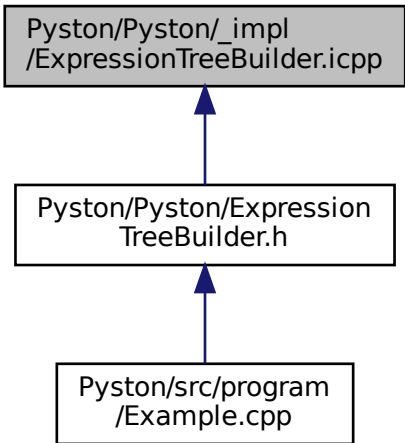 Pyston/Pyston/_impl
/ExpressionTreeBuilder.icpp
Pyston/Pyston/Expression
TreeBuilder.h
Pyston/src/program
/Example.cpp